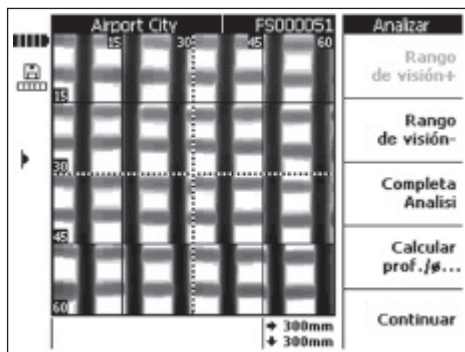 Airport City FS000051 Analizar
15 30 45 60
15
30
45
60
Rango
de visión+
Rango
de visión-
Completa
Analisi
Calcular
prof./ø...
Continuar
→ 300mm
↓ 300mm